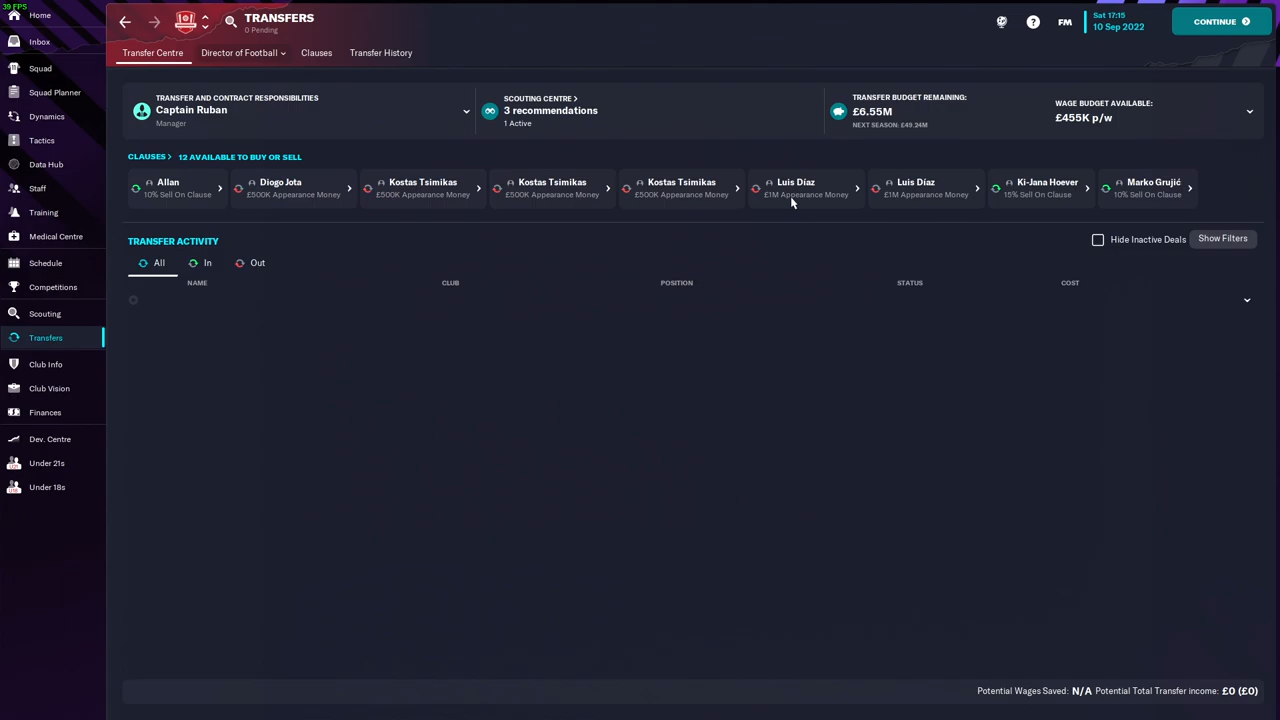 39 FPS
Home
Inbox
Squad
Squad Planner
Dynamics
Tactics
Data Hub
Staff
Training
Medical Centre
Schedule
Competitions
Scouting
Transfers
Club Info
Club Vision
Finances
Dev. Centre
Under 21s
Under 18s
TRANSFERS
0 Pending
FM
Sat 17:15
10 Sep 2022
CONTINUE
Transfer Centre
Director of Football
Clauses
Transfer History
TRANSFER AND CONTRACT RESPONSIBILITIES
Captain Ruban
Manager
SCOUTING CENTRE >
3 recommendations
1 Active
TRANSFER BUDGET REMAINING:
£6.55M
NEXT SEASON: £49.24M
WAGE BUDGET AVAILABLE:
£455K p/w
CLAUSES > 12 AVAILABLE TO BUY OR SELL
Allan
10% Sell On Clause
Diogo Jota
£500K Appearance Money
Kostas Tsimikas
£500K Appearance Money
Kostas Tsimikas
£500K Appearance Money
Kostas Tsimikas
£500K Appearance Money
Luis Díaz
£1M Appearance Money
Luis Díaz
£1M Appearance Money
Ki-Jana Hoever
15% Sell On Clause
Marko Grujić
10% Sell On Clause
TRANSFER ACTIVITY
Hide Inactive Deals
Show Filters
All
In
Out
NAME CLUB POSITION STATUS COST
Potential Wages Saved: N/A Potential Total Transfer income: £0 (£0)